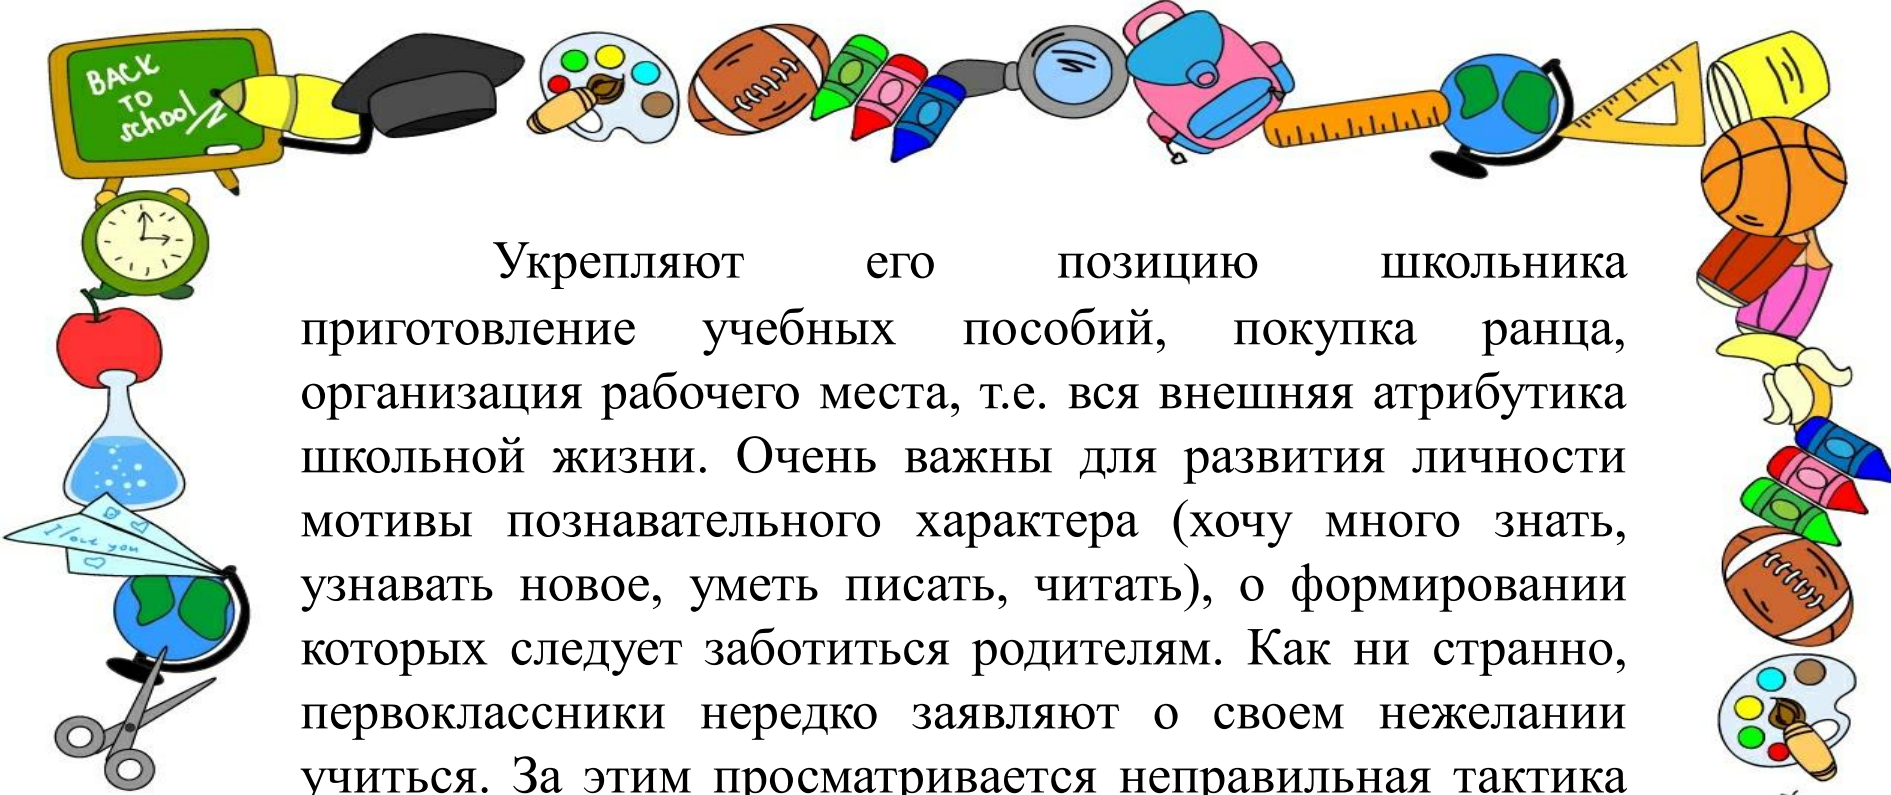 BACK
TO
school
Укрепляют его позицию школьника
приготовление учебных пособий, покупка ранца,
организация рабочего места, т.е. вся внешняя атрибутика
школьной жизни. Очень важны для развития личности
мотивы познавательного характера (хочу много знать,
I love you
узнавать новое, уметь писать, читать), о формировании
которых следует заботиться родителям. Как ни странно,
первоклассники нередко заявляют о своем нежелании
учиться. За этим просматривается неправильная тактика